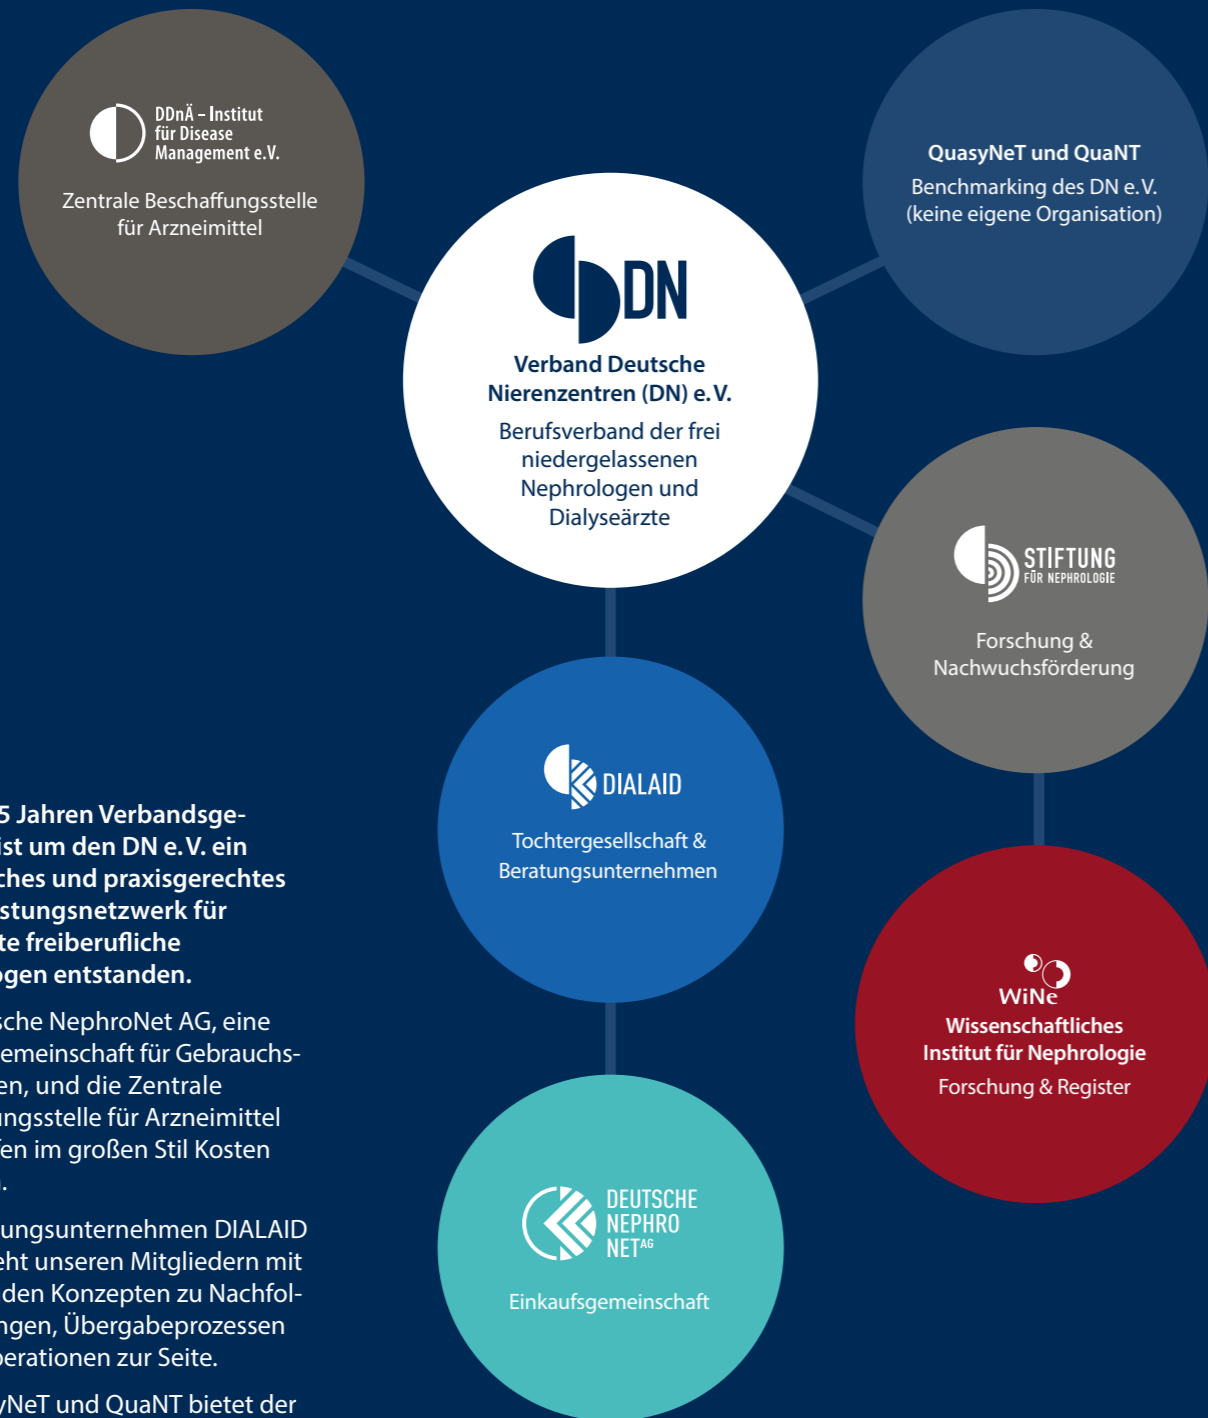 DDnÄ – Institut
für Disease
Management e.V.
Zentrale Beschaffungsstelle
für Arzneimittel
QuasyNeT und QuaNT
Benchmarking des DN e.V.
(keine eigene Organisation)
DN
Verband Deutsche
Nierenzentren (DN) e.V.
Berufsverband der frei
niedergelassenen
Nephrologen und
Dialyseärzte
STIFTUNG
FÜR NEPHROLOGIE
Forschung &
Nachwuchsförderung
DIALAID
Tochtergesellschaft &
Beratungsunternehmen
WiNe
Wissenschaftliches
Institut für Nephrologie
Forschung & Register
DEUTSCHE
NEPHRO
NET AG
Einkaufsgemeinschaft
5 Jahren Verbandsge-
ist um den DN e.V. ein
ches und praxisgerechtes
stungsnetzwerk für
te freiberufliche
ogen entstanden.
sche NephroNet AG, eine
emeinschaft für Gebrauchs-
en, und die Zentrale
ungsstelle für Arzneimittel
fen im großen Stil Kosten
.
ungsunternehmen DIALAID
eht unseren Mitgliedern mit
den Konzepten zu Nachfol-
ngen, Übergabeprozessen
perationen zur Seite.
yNeT und QuaNT bietet der